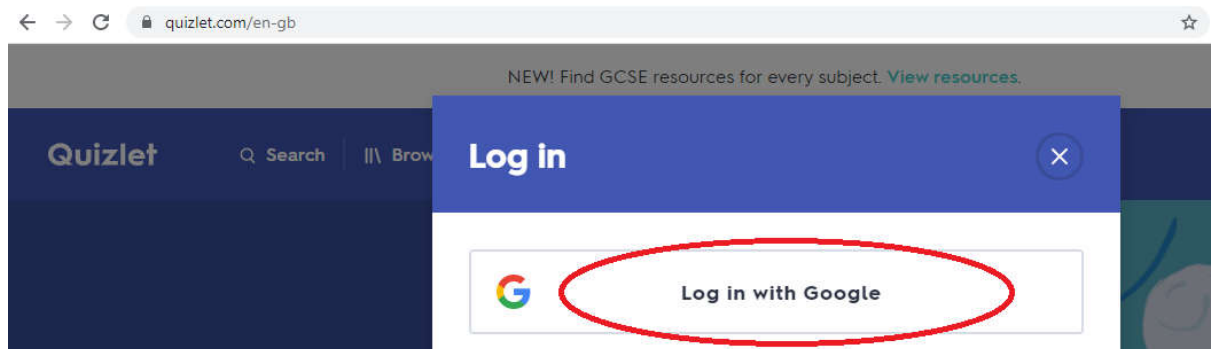 quizlet.com/en-gb
NEW! Find GCSE resources for every subject. View resources.
Quizlet Search Brow
Log in
Log in with Google